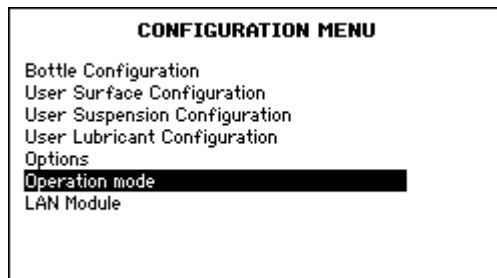 CONFIGURATION MENU
Bottle Configuration
User Surface Configuration
User Suspension Configuration
User Lubricant Configuration
Options
Operation mode
LAN Module